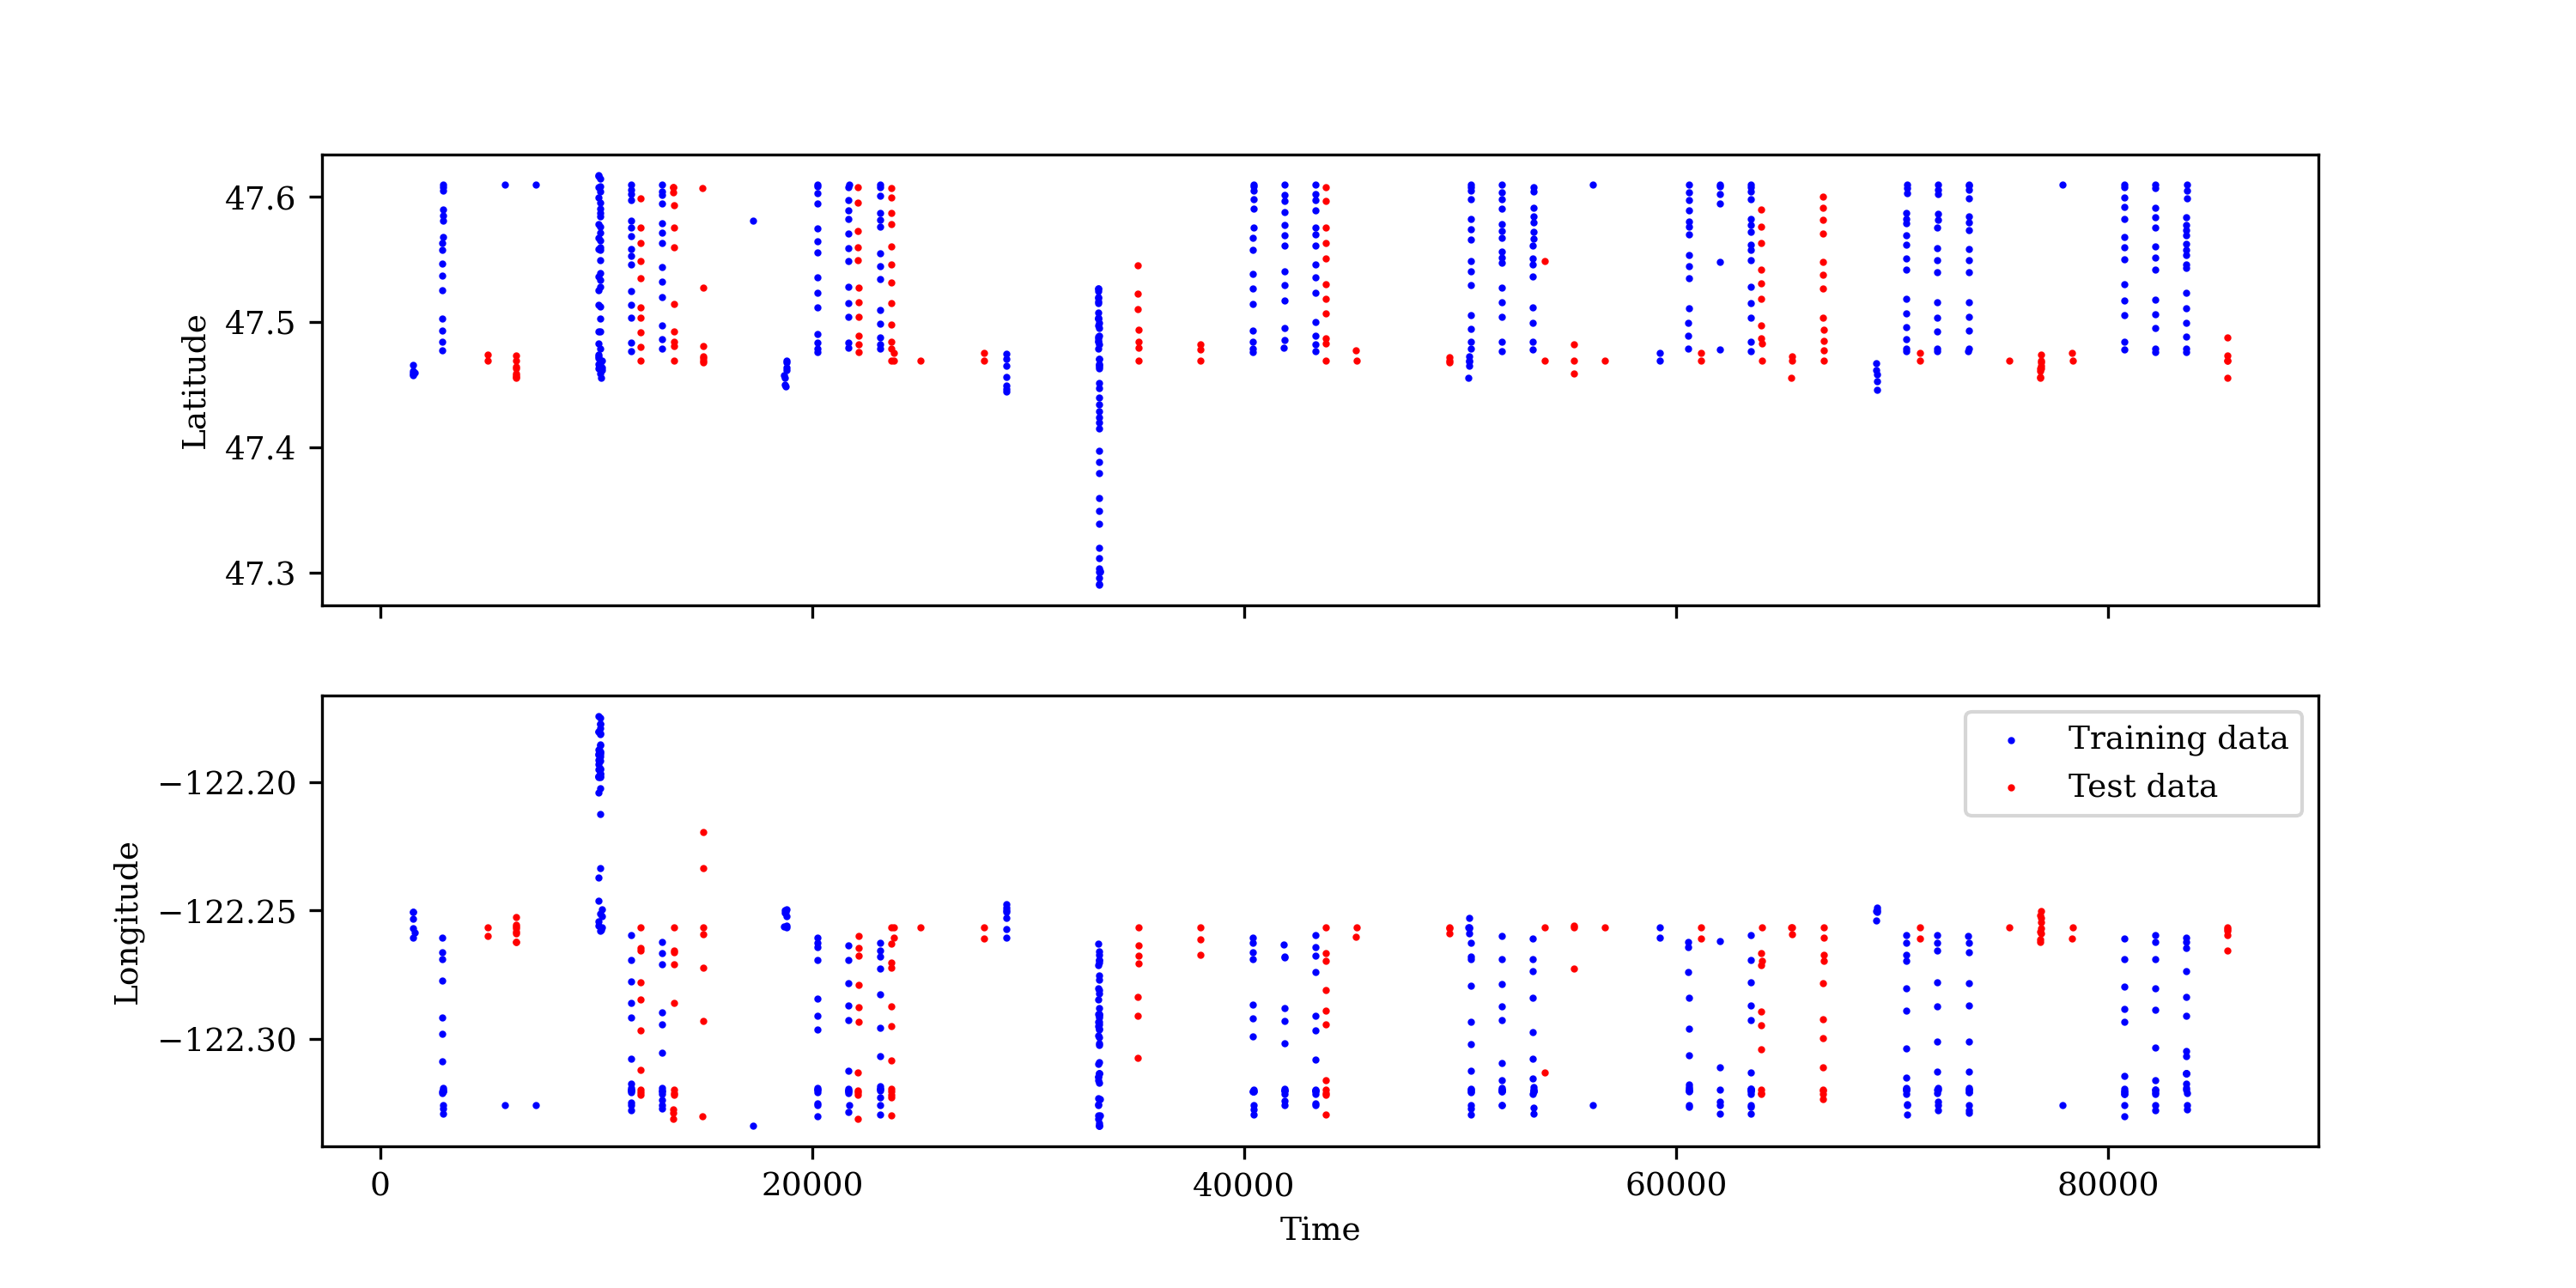 47.6
47.5
47.4
47.3
Latitude
−122.20
−122.25
−122.30
Longitude
Training data
Test data
0 20000 40000 60000 80000
Time